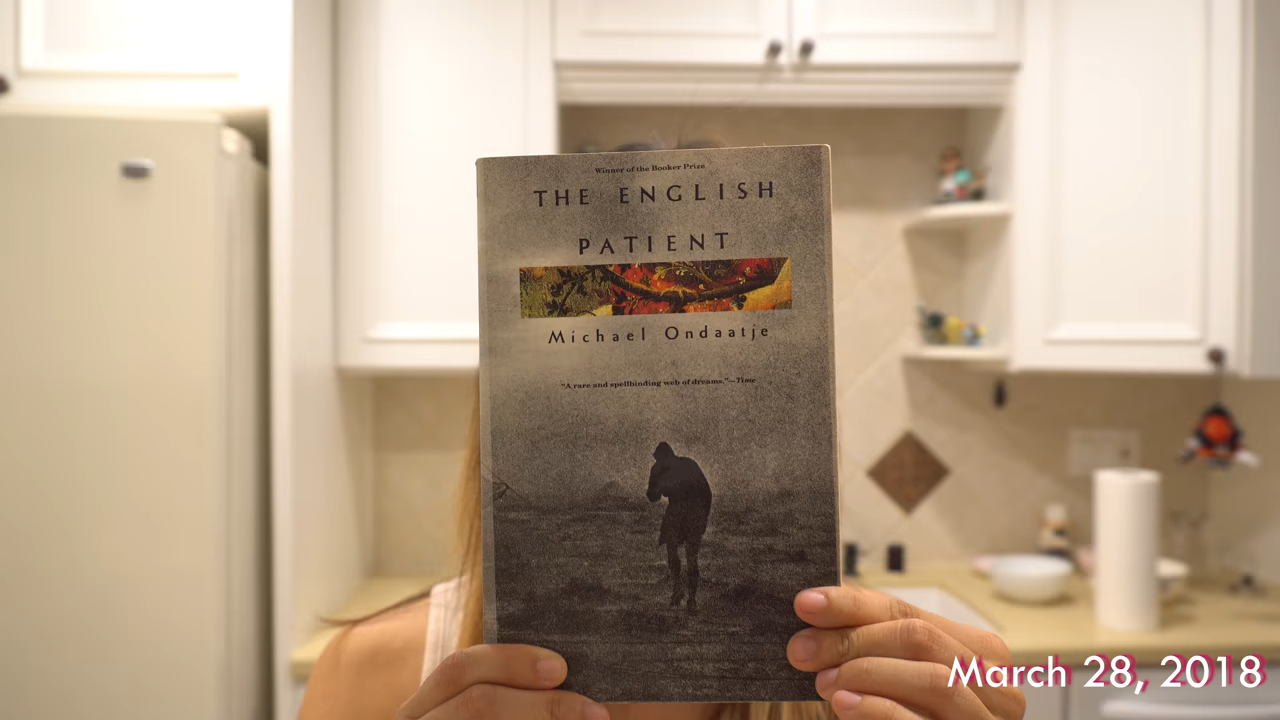 Winner of the Booker Prize
THE ENGLISH
PATIENT
Michael Ondaatje
"A rare and spellbinding web of dreams."—Time
March 28, 2018